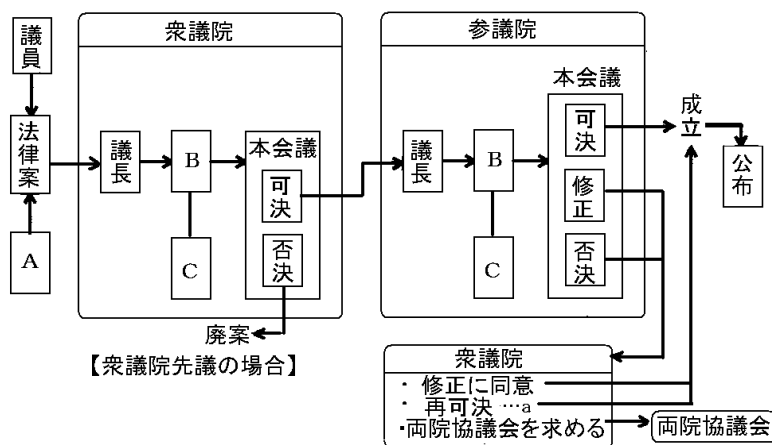 議員
法律案
A
衆議院
議長
B
C
本会議
可決
否決
廃案
【衆議院先議の場合】
参議院
議長
B
C
本会議
可決
修正
否決
成立
公布
衆議院
・ 修正に同意
・ 再可決 …a
・両院協議会を求める
両院協議会